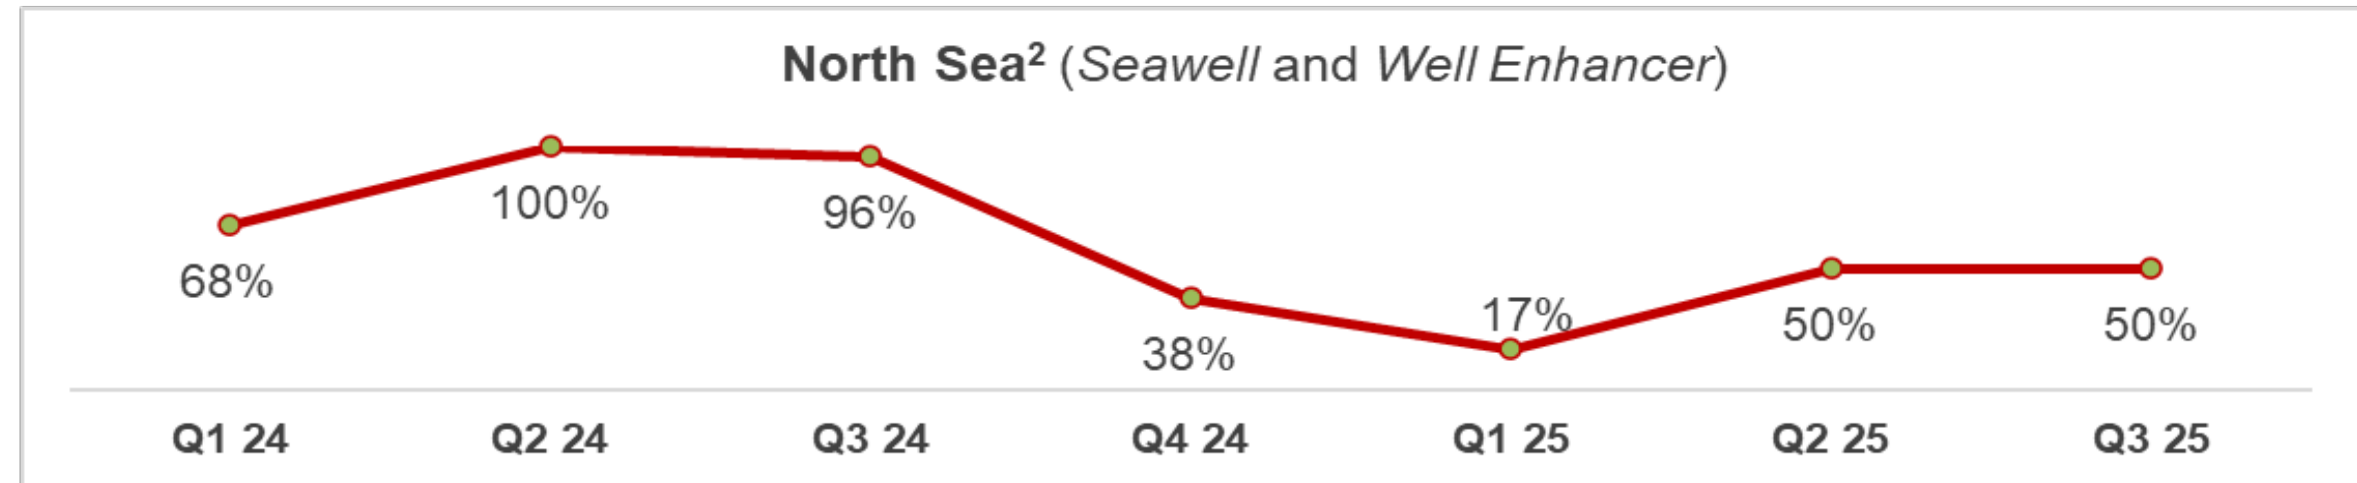 North Sea² (Seawell and Well Enhancer)
68%
100%
96%
38%
17%
50%
50%
Q1 24
Q2 24
Q3 24
Q4 24
Q1 25
Q2 25
Q3 25